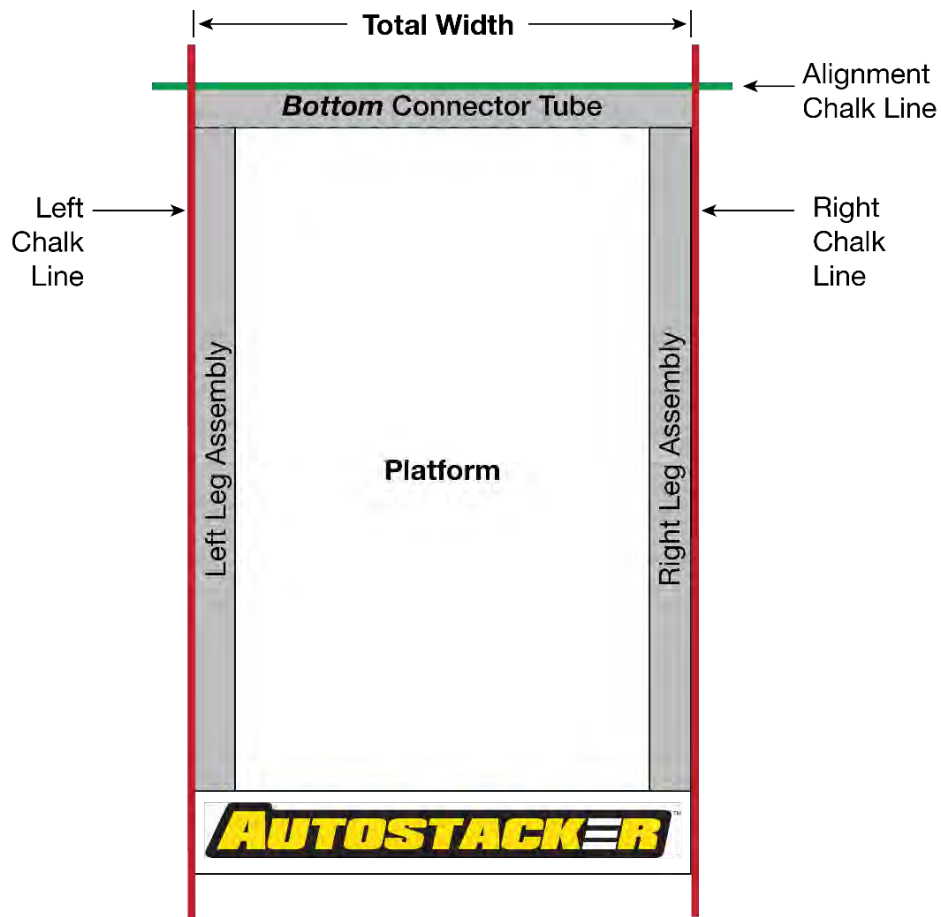 Total Width
Alignment
Chalk Line
Bottom Connector Tube
Left
Chalk
Line
Right
Chalk
Line
Left Leg Assembly
Right Leg Assembly
Platform
AUTOSTACKER™